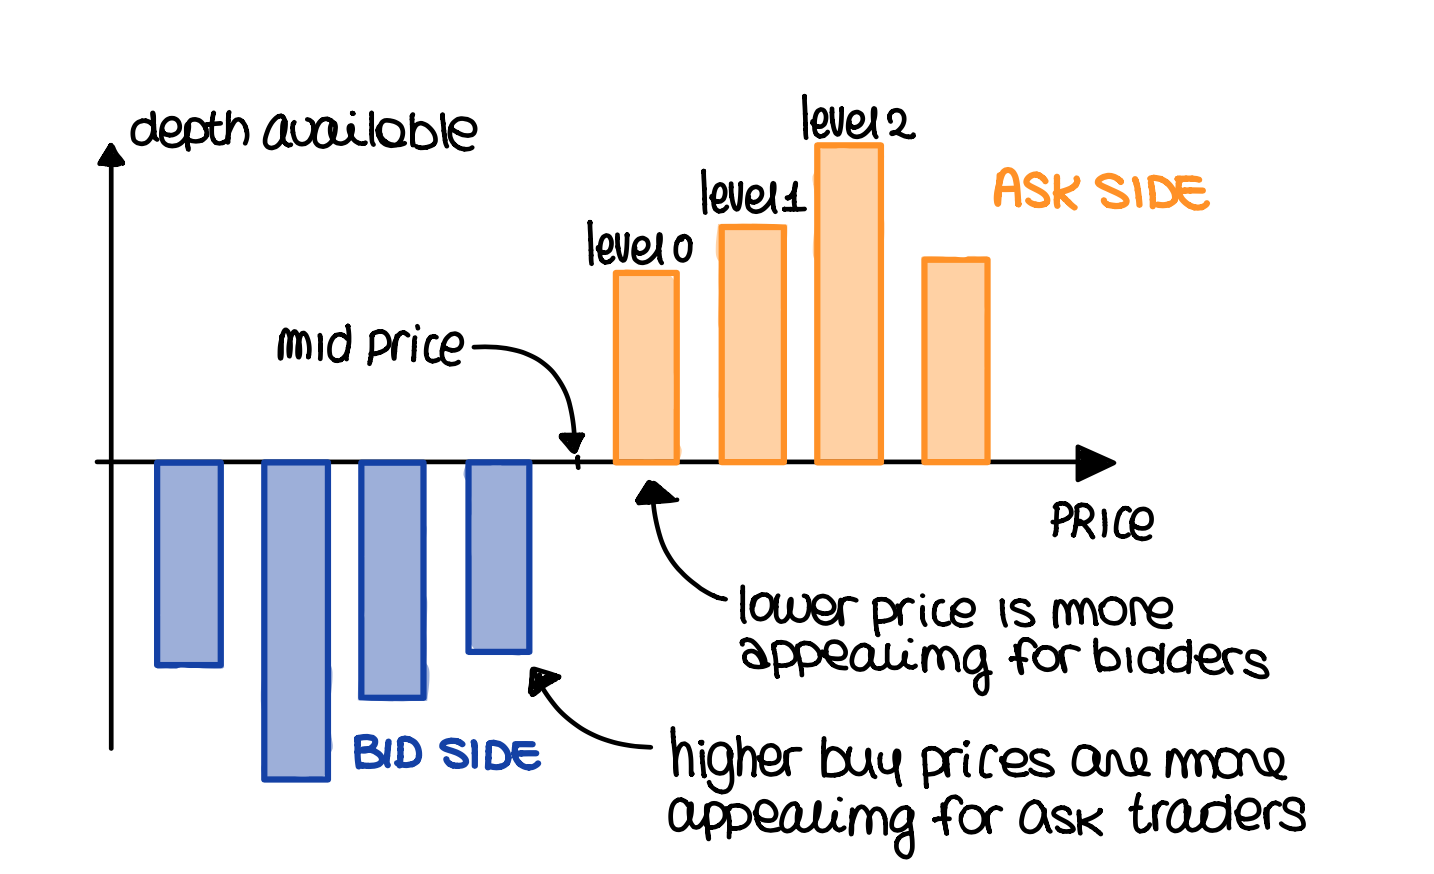 depth available
level 2
ASK SIDE
level 1
level 0
mid price
PRICE
lower price is more
appealing for bidders
BID SIDE
higher buy prices are more
appealing for ask traders